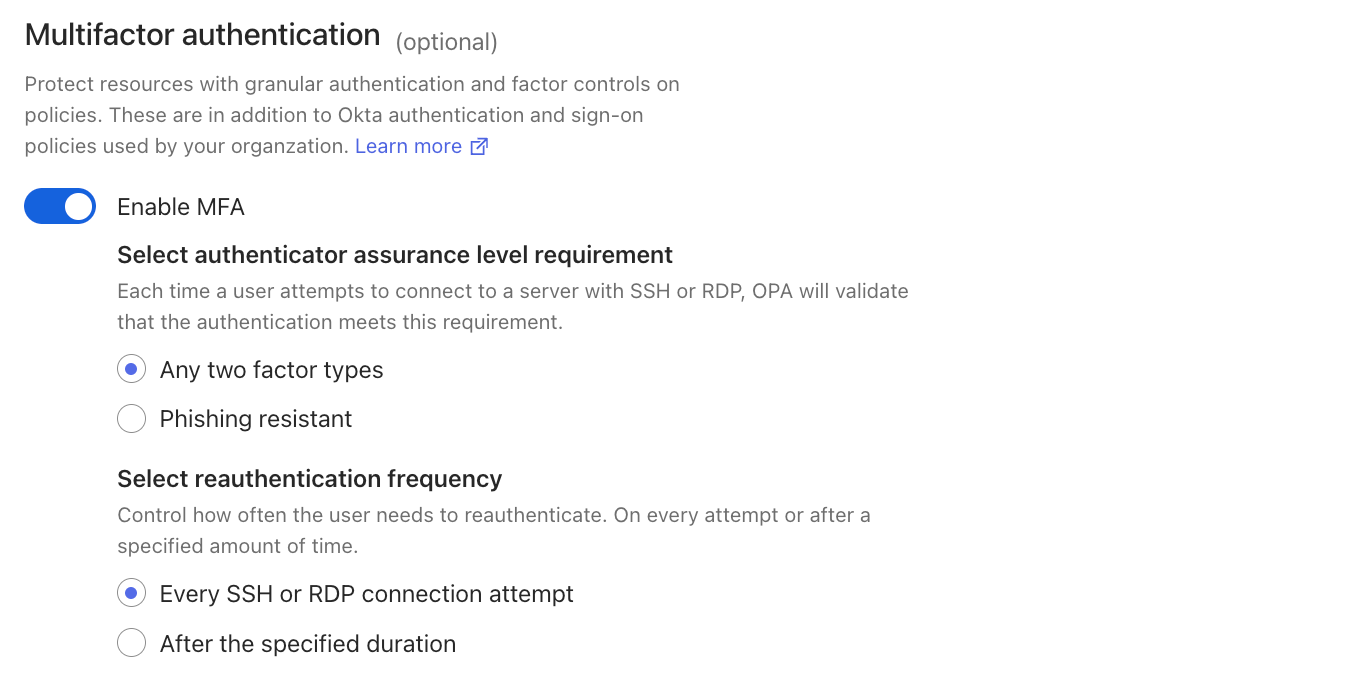 Multifactor authentication (optional)
Protect resources with granular authentication and factor controls on
policies. These are in addition to Okta authentication and sign-on
policies used by your organzation. Learn more
Enable MFA
Select authenticator assurance level requirement
Each time a user attempts to connect to a server with SSH or RDP, OPA will validate
that the authentication meets this requirement.
Any two factor types
Phishing resistant
Select reauthentication frequency
Control how often the user needs to reauthenticate. On every attempt or after a
specified amount of time.
Every SSH or RDP connection attempt
After the specified duration